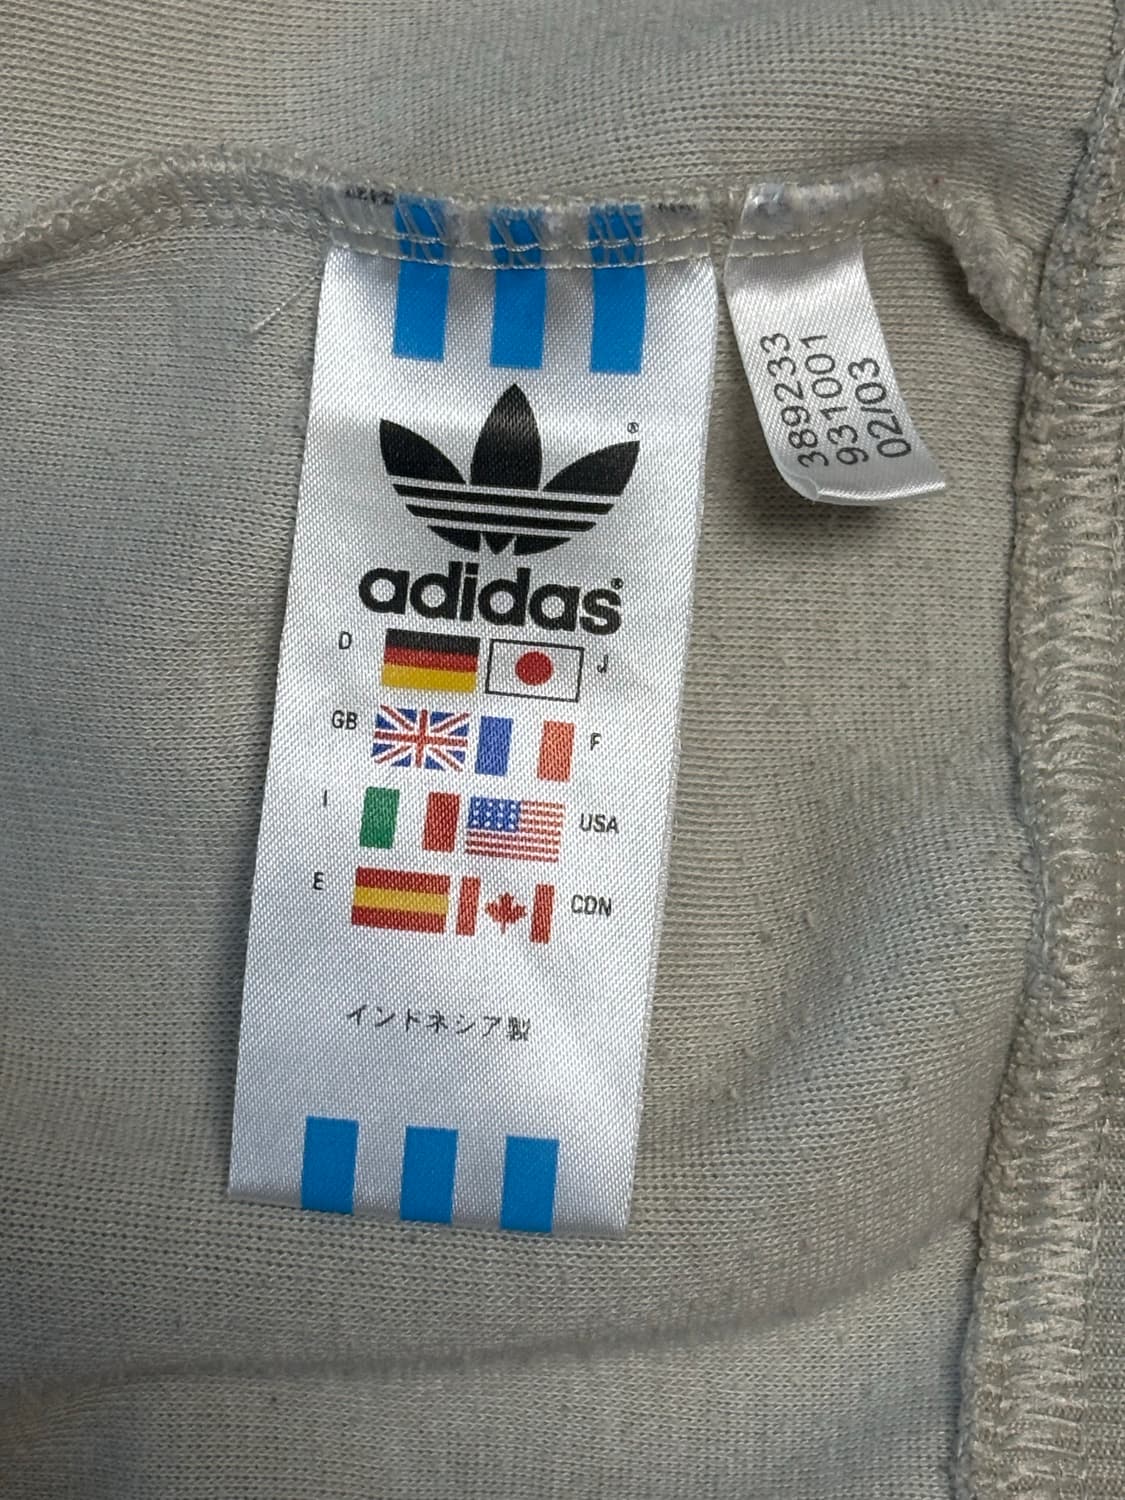 ®
adidas®
D J
GB F
I USA
E CDN
インドネシア製
389233
931001
02/03